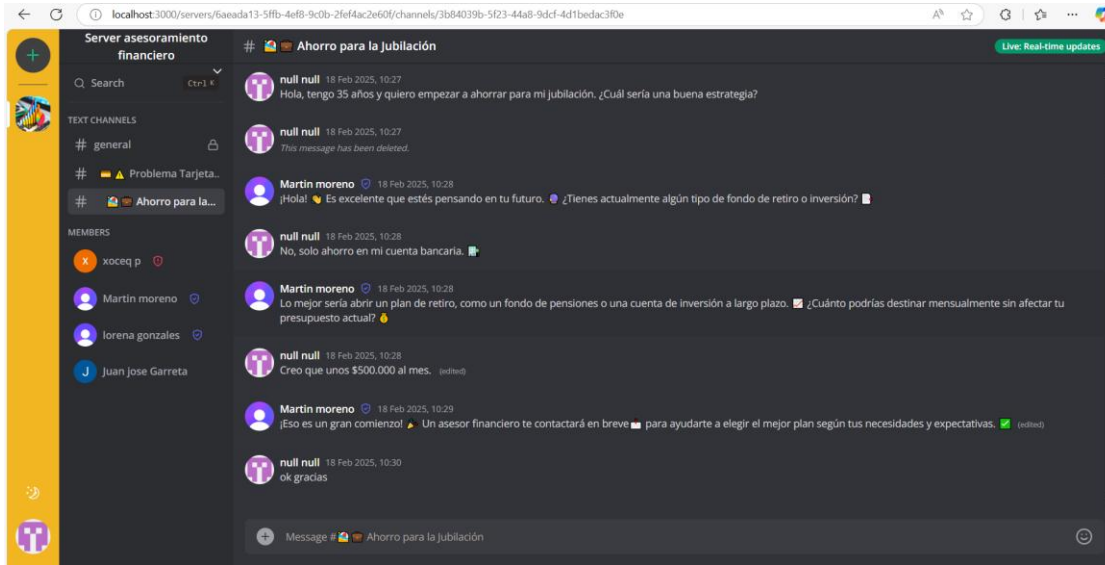 localhost:3000/servers/6aeada13-5ffb-4ef8-9c0b-2fef4ac2e60f/channels/3b84039b-5f23-44a8-9dcf-4d1bedac3f0e
Server asesoramiento
financiero
Search Ctrl K
TEXT CHANNELS
# general
# 💳⚠️ Problema Tarjeta..
# Ahorro para la...
MEMBERS
X xoceq p
Martin moreno
lorena gonzales
J Juan jose Garreta
# Ahorro para la Jubilación
Live: Real-time updates
null null 18 Feb 2025, 10:27
Hola, tengo 35 años y quiero empezar a ahorrar para mi jubilación. ¿Cuál sería una buena estrategia?
null null 18 Feb 2025, 10:27
This message has been deleted.
Martin moreno 18 Feb 2025, 10:28
¡Hola! 👋 Es excelente que estés pensando en tu futuro. 🔮 ¿Tienes actualmente algún tipo de fondo de retiro o inversión?
null null 18 Feb 2025, 10:28
No, solo ahorro en mi cuenta bancaria.
Martin moreno 18 Feb 2025, 10:28
Lo mejor sería abrir un plan de retiro, como un fondo de pensiones o una cuenta de inversión a largo plazo. 📈 ¿Cuánto podrías destinar mensualmente sin afectar tu
presupuesto actual? 💰
null null 18 Feb 2025, 10:28
Creo que unos $500.000 al mes. (edited)
Martin moreno 18 Feb 2025, 10:29
¡Eso es un gran comienzo! 🎉 Un asesor financiero te contactará en breve 📩 para ayudarte a elegir el mejor plan según tus necesidades y expectativas. ✅ (edited)
null null 18 Feb 2025, 10:30
ok gracias
Message # Ahorro para la Jubilación